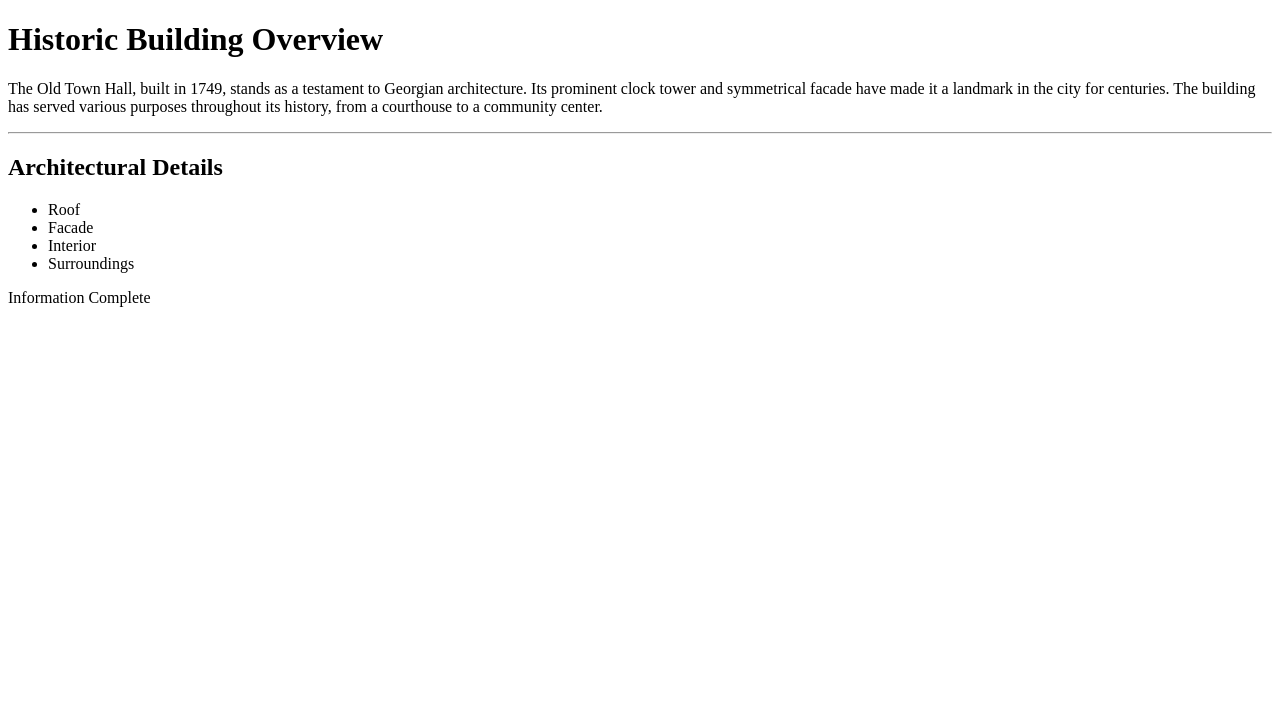 Historic Building Overview
The Old Town Hall, built in 1749, stands as a testament to Georgian architecture. Its prominent clock tower and symmetrical facade have made it a landmark in the city for centuries. The building
has served various purposes throughout its history, from a courthouse to a community center.
Architectural Details
Roof
Facade
Interior
Surroundings
Information Complete